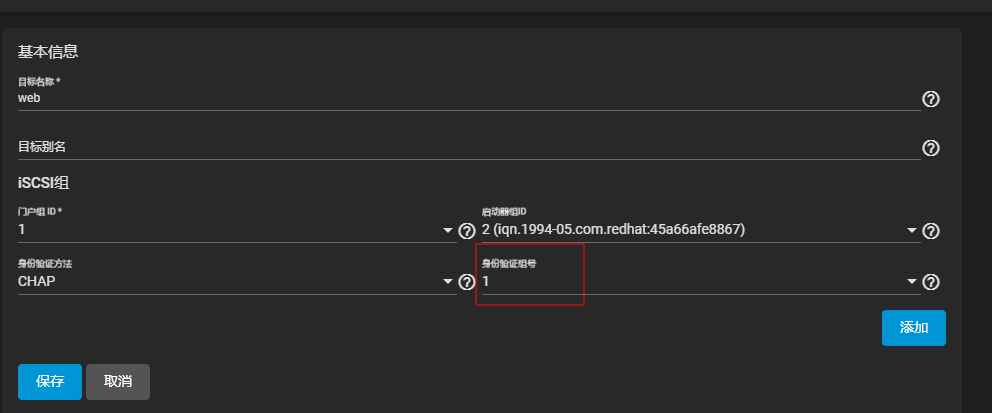 基本信息
目标名称 *
web
目标别名
iSCSI组
门户组 ID *
1
启动器组ID
2 (iqn.1994-05.com.redhat:45a66afe8867)
身份验证方法
CHAP
身份验证组号
1
添加
保存
取消